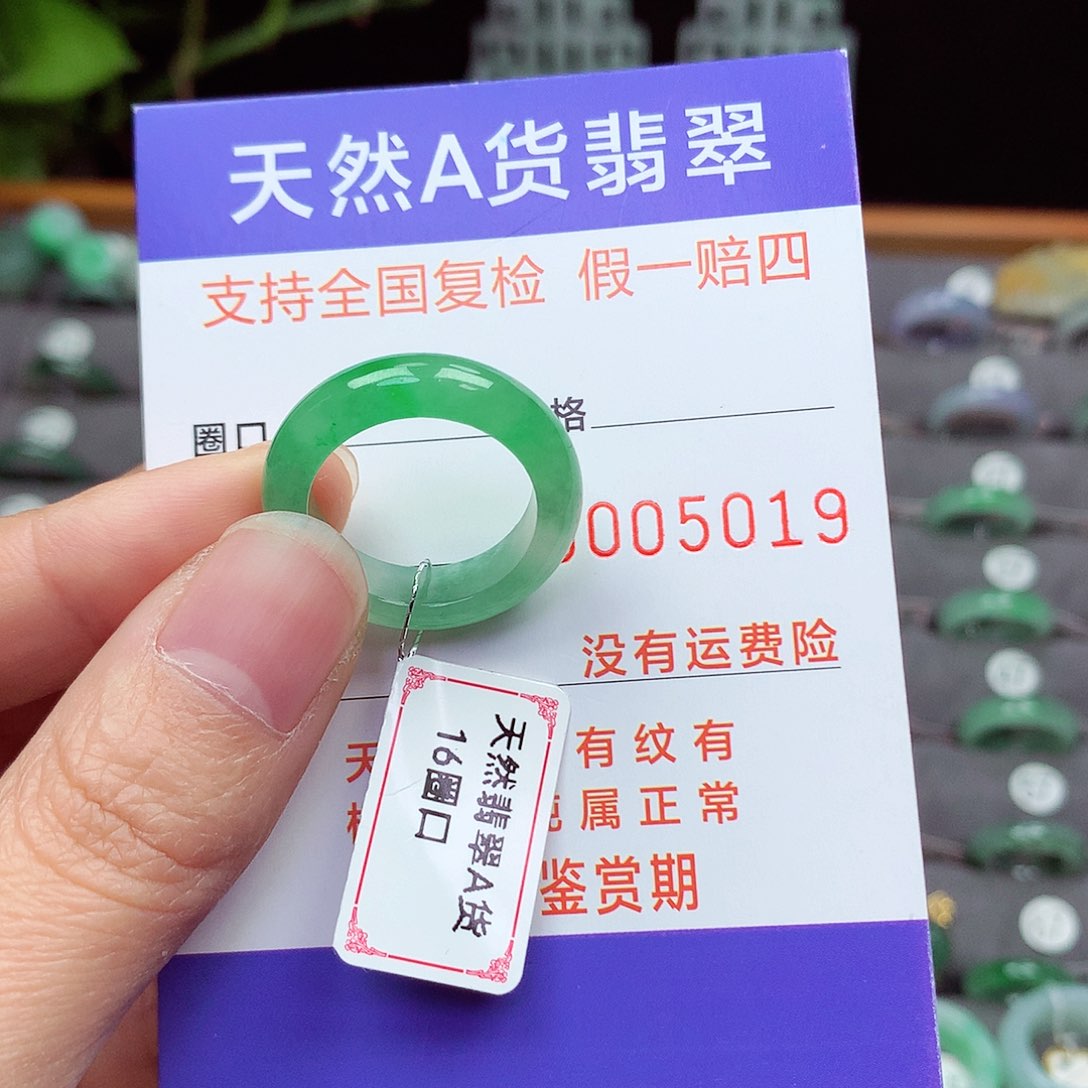 天然A货翡翠
支持全国复检 假一赔四
圈口 格
005019
没有运费险
天 有纹有
属正常
鉴赏期
天然翡翠A货
16圈口